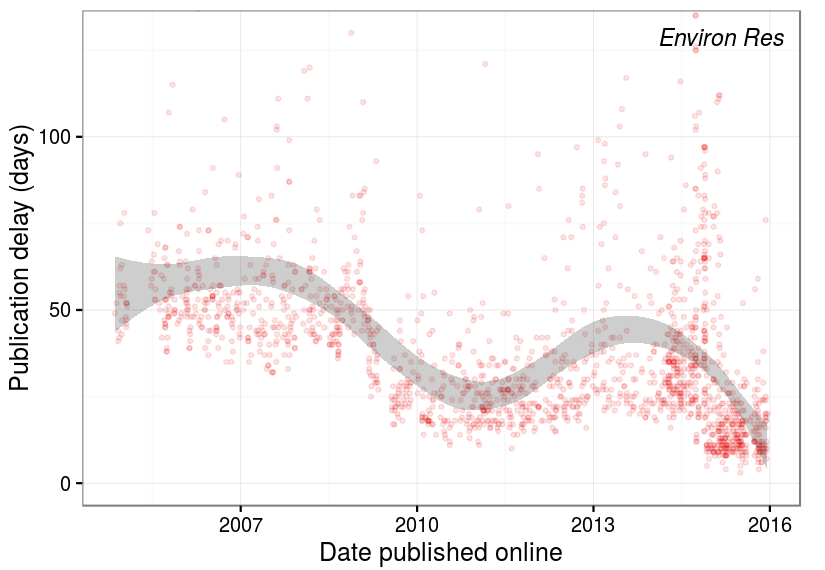 Environ Res
Publication delay (days)
100
50
0
2007 2010 2013 2016
Date published online